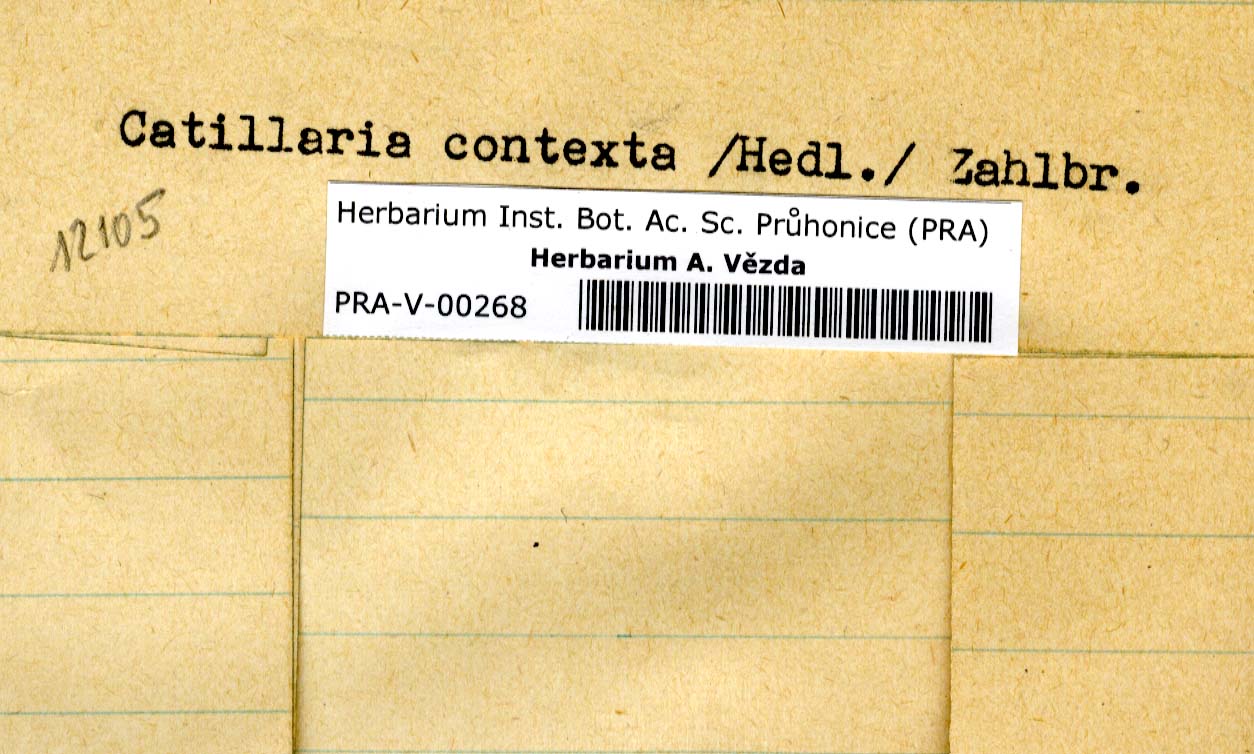 Catillaria contexta /Hedl./ Zahlbr.
12105
Herbarium Inst. Bot. Ac. Sc. Průhonice (PRA)
Herbarium A. Vězda
PRA-V-00268